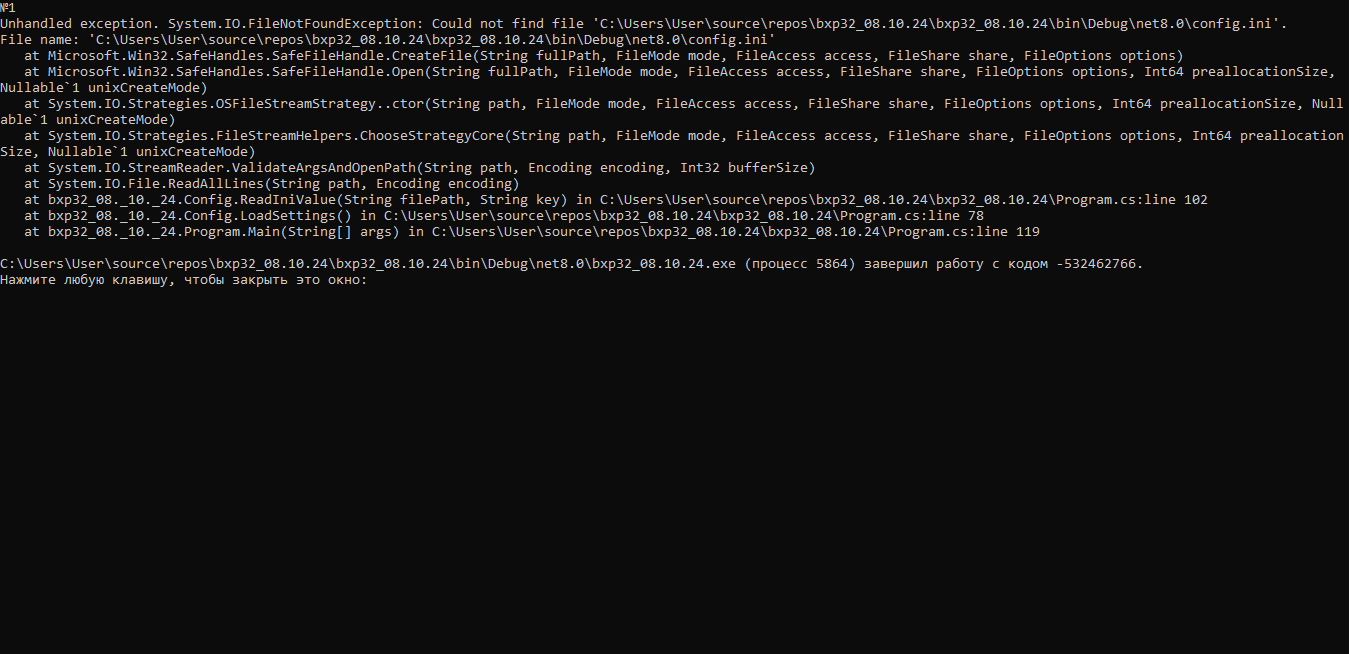 №1
Unhandled exception. System.IO.FileNotFoundException: Could not find file 'C:\Users\User\source\repos\bxp32_08.10.24\bxp32_08.10.24\bin\Debug\net8.0\config.ini'.
File name: 'C:\Users\User\source\repos\bxp32_08.10.24\bxp32_08.10.24\bin\Debug\net8.0\config.ini'
   at Microsoft.Win32.SafeHandles.SafeFileHandle.CreateFile(String fullPath, FileMode mode, FileAccess access, FileShare share, FileOptions options)
   at Microsoft.Win32.SafeHandles.SafeFileHandle.Open(String fullPath, FileMode mode, FileAccess access, FileShare share, FileOptions options, Int64 preallocationSize,
Nullable`1 unixCreateMode)
   at System.IO.Strategies.OSFileStreamStrategy..ctor(String path, FileMode mode, FileAccess access, FileShare share, FileOptions options, Int64 preallocationSize, Null
able`1 unixCreateMode)
   at System.IO.Strategies.FileStreamHelpers.ChooseStrategyCore(String path, FileMode mode, FileAccess access, FileShare share, FileOptions options, Int64 preallocation
Size, Nullable`1 unixCreateMode)
   at System.IO.StreamReader.ValidateArgsAndOpenPath(String path, Encoding encoding, Int32 bufferSize)
   at System.IO.File.ReadAllLines(String path, Encoding encoding)
   at bxp32_08._10._24.Config.ReadIniValue(String filePath, String key) in C:\Users\User\source\repos\bxp32_08.10.24\bxp32_08.10.24\Program.cs:line 102
   at bxp32_08._10._24.Config.LoadSettings() in C:\Users\User\source\repos\bxp32_08.10.24\bxp32_08.10.24\Program.cs:line 78
   at bxp32_08._10._24.Program.Main(String[] args) in C:\Users\User\source\repos\bxp32_08.10.24\bxp32_08.10.24\Program.cs:line 119

C:\Users\User\source\repos\bxp32_08.10.24\bxp32_08.10.24\bin\Debug\net8.0\bxp32_08.10.24.exe (процесс 5864) завершил работу с кодом -532462766.
Нажмите любую клавишу, чтобы закрыть это окно: